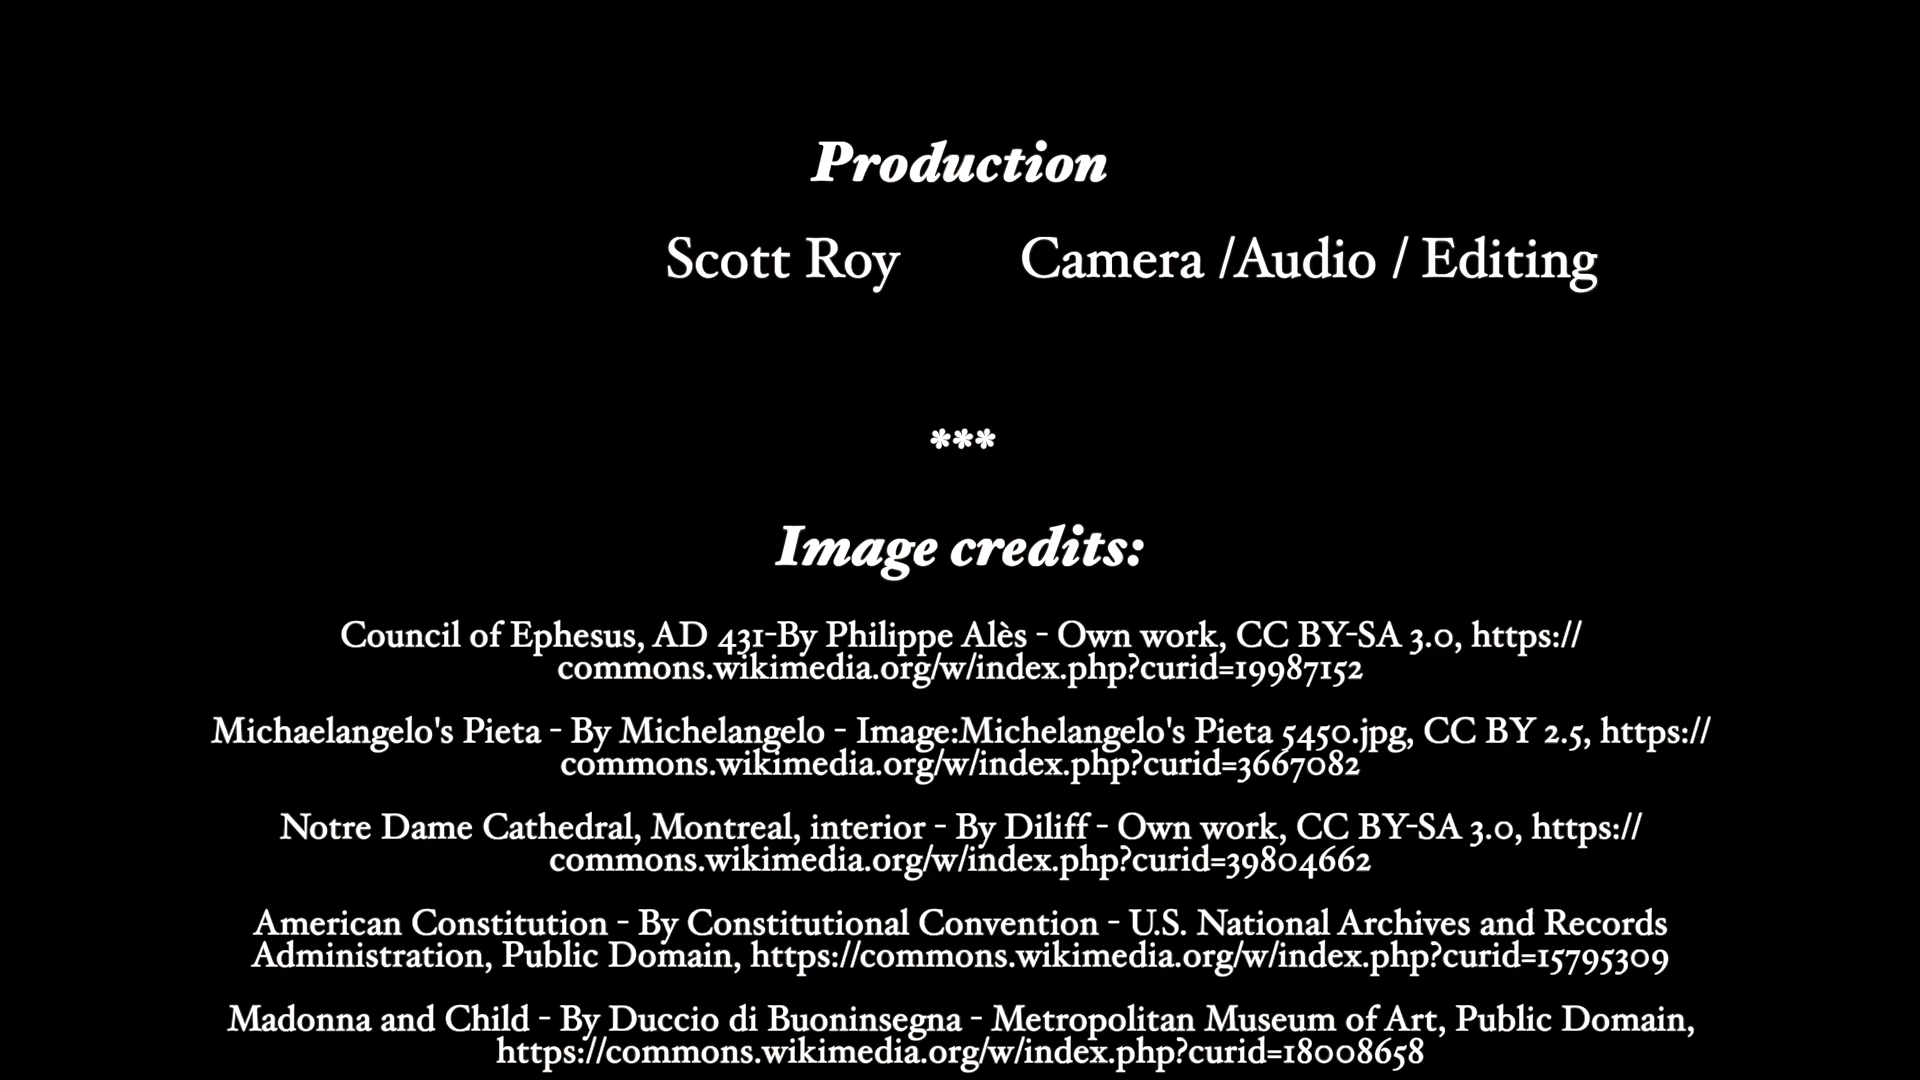 Production
Scott Roy Camera /Audio / Editing
***
Image credits:
Council of Ephesus, AD 431-By Philippe Alès - Own work, CC BY-SA 3.0, https://
commons.wikimedia.org/w/index.php?curid=19987152
Michaelangelo's Pieta - By Michelangelo - Image:Michelangelo's Pieta 5450.jpg, CC BY 2.5, https://
commons.wikimedia.org/w/index.php?curid=3667082
Notre Dame Cathedral, Montreal, interior - By Diliff - Own work, CC BY-SA 3.0, https://
commons.wikimedia.org/w/index.php?curid=39804662
American Constitution - By Constitutional Convention - U.S. National Archives and Records
Administration, Public Domain, https://commons.wikimedia.org/w/index.php?curid=15795309
Madonna and Child - By Duccio di Buoninsegna - Metropolitan Museum of Art, Public Domain,
https://commons.wikimedia.org/w/index.php?curid=18008658